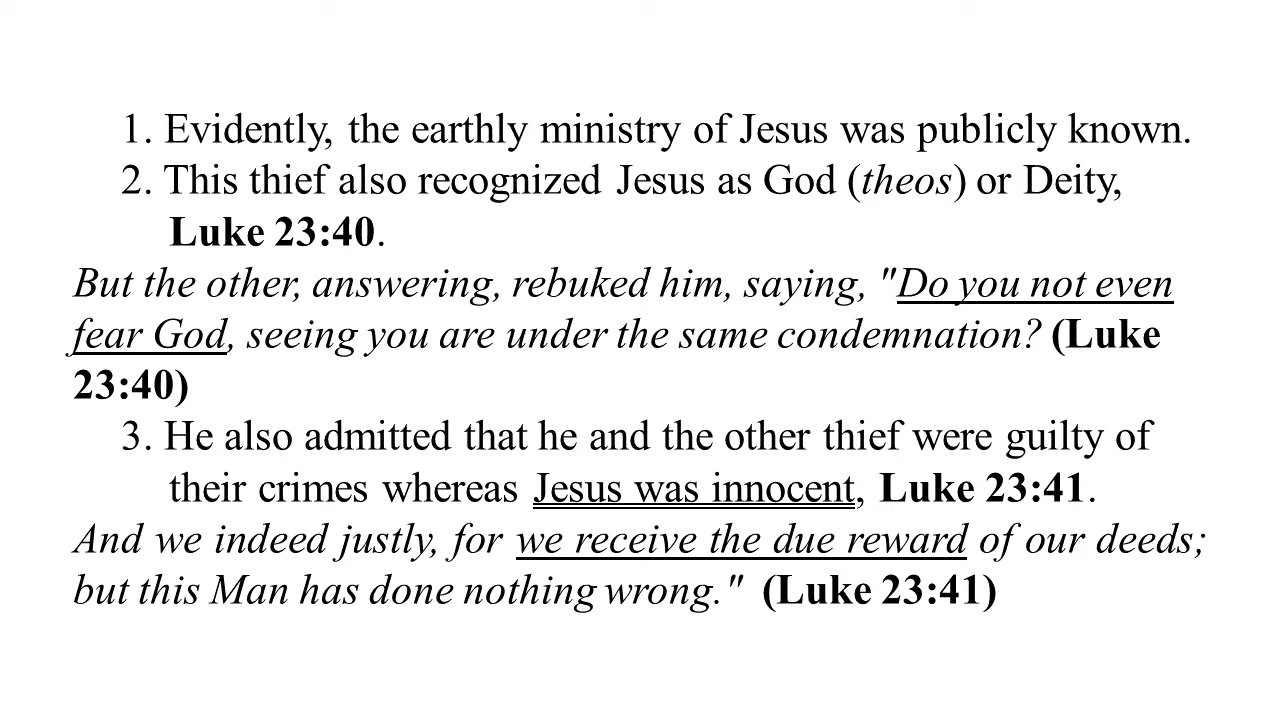 1. Evidently, the earthly ministry of Jesus was publicly known.
2. This thief also recognized Jesus as God (theos) or Deity,
Luke 23:40.
But the other, answering, rebuked him, saying, "Do you not even
fear God, seeing you are under the same condemnation? (Luke
23:40)
3. He also admitted that he and the other thief were guilty of
their crimes whereas Jesus was innocent, Luke 23:41.
And we indeed justly, for we receive the due reward of our deeds;
but this Man has done nothing wrong." (Luke 23:41)